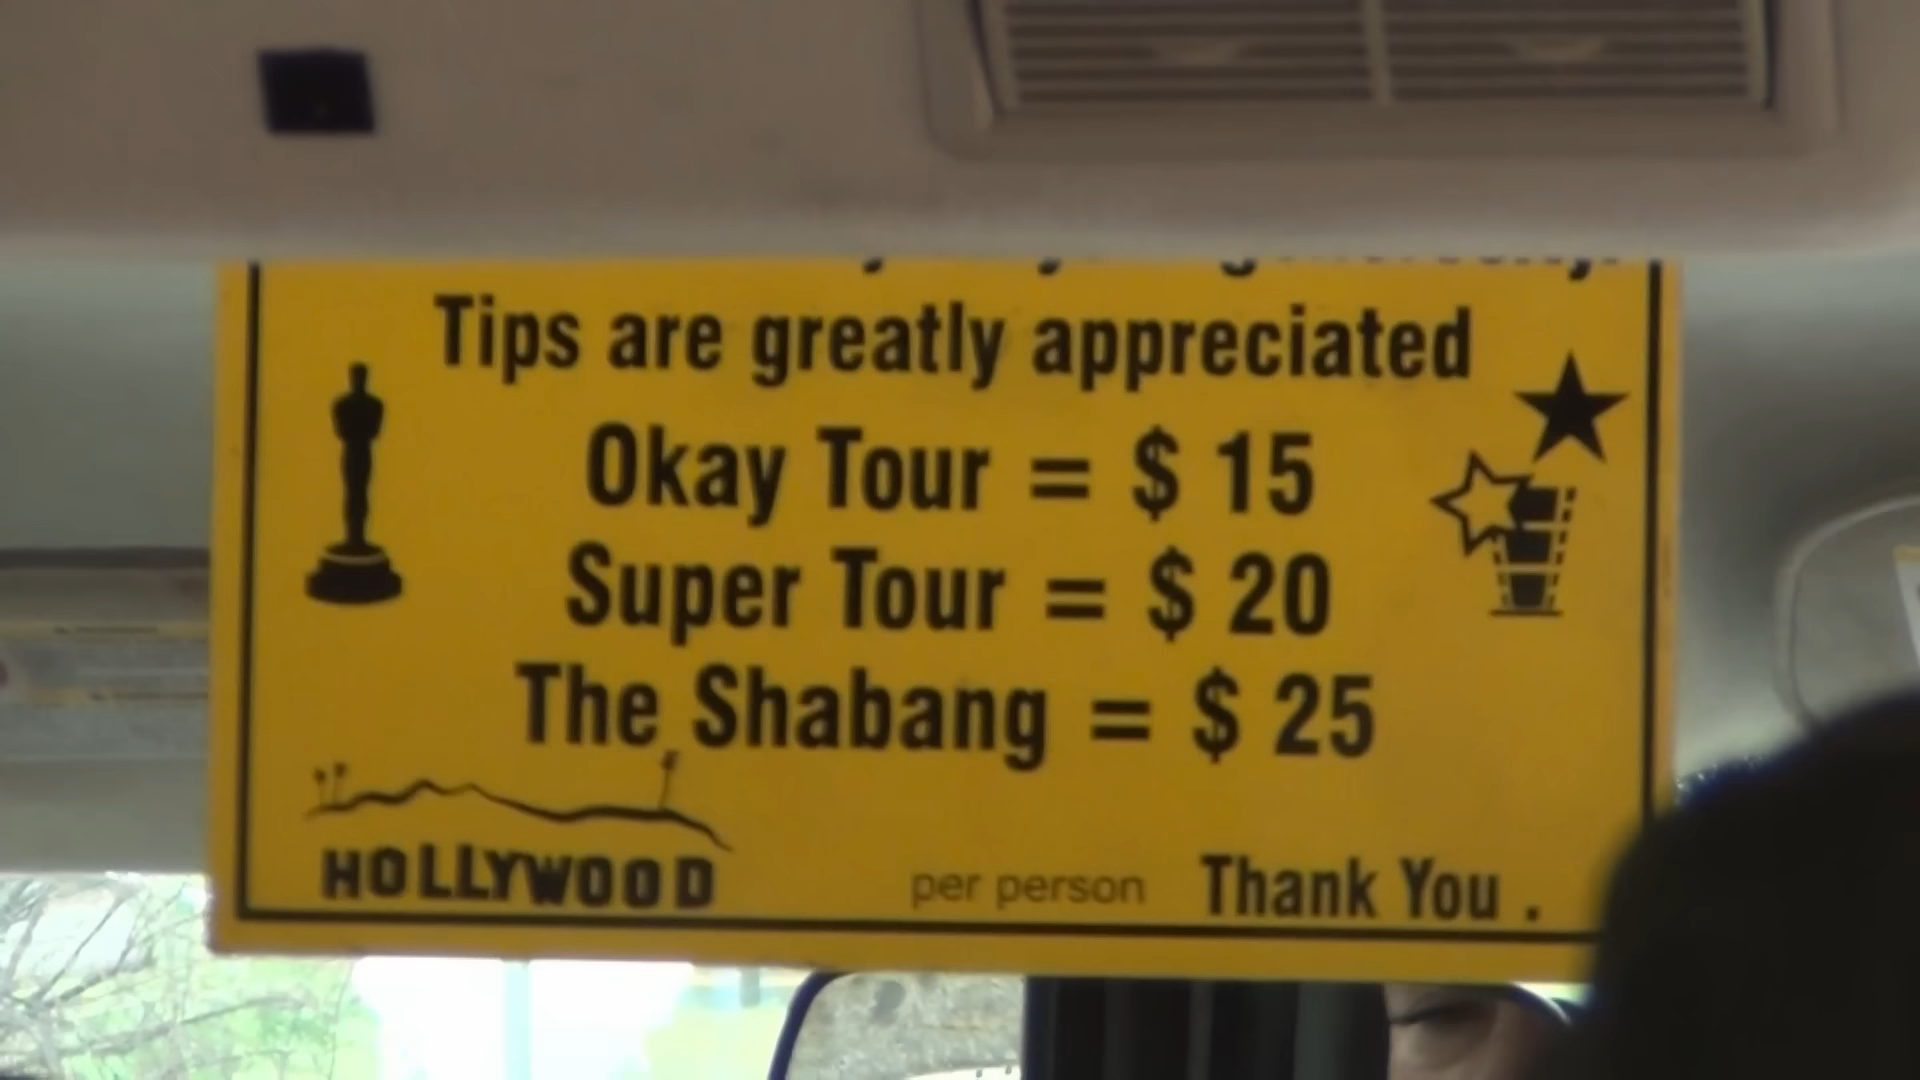 Tips are greatly appreciated
Okay Tour = $ 15
Super Tour = $ 20
The Shabang = $ 25
HOLLYWOOD
per person Thank You .